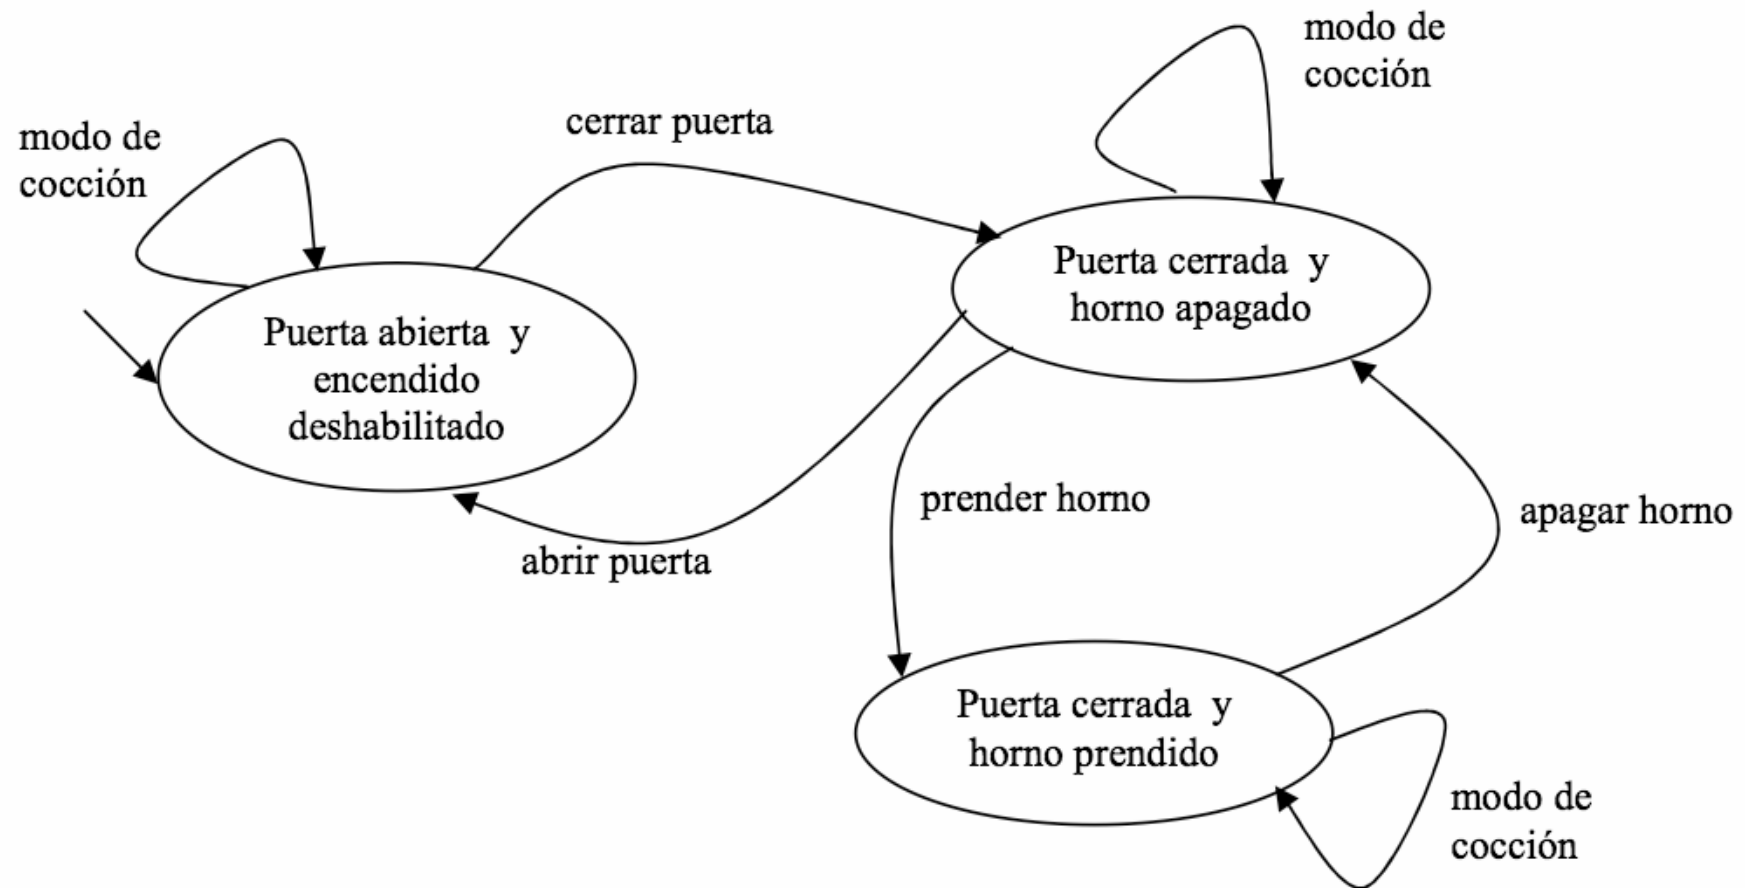 modo de
cocción
cerrar puerta
modo de
cocción
Puerta abierta y
encendido
deshabilitado
Puerta cerrada y
horno apagado
abrir puerta
prender horno
apagar horno
Puerta cerrada y
horno prendido
modo de
cocción